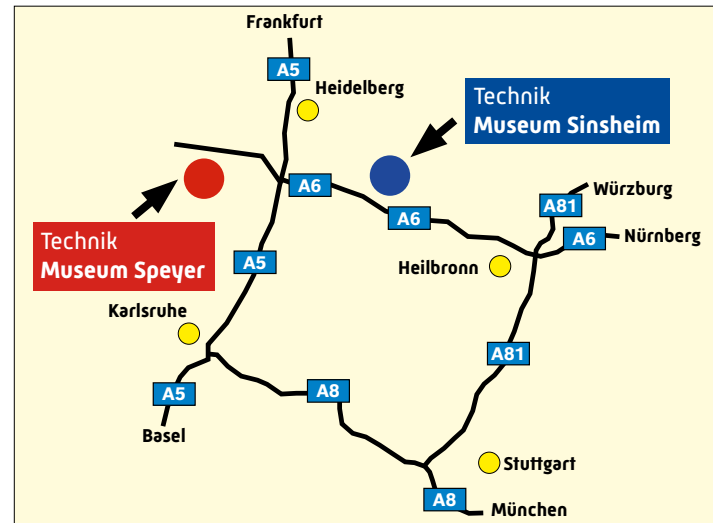 Frankfurt
A5
Heidelberg
Technik
Museum Sinsheim
A6
Würzburg
A81
A6
Nürnberg
A6
Technik
Museum Speyer
A5
Heilbronn
Karlsruhe
A81
A5
A8
Basel
Stuttgart
A8
München